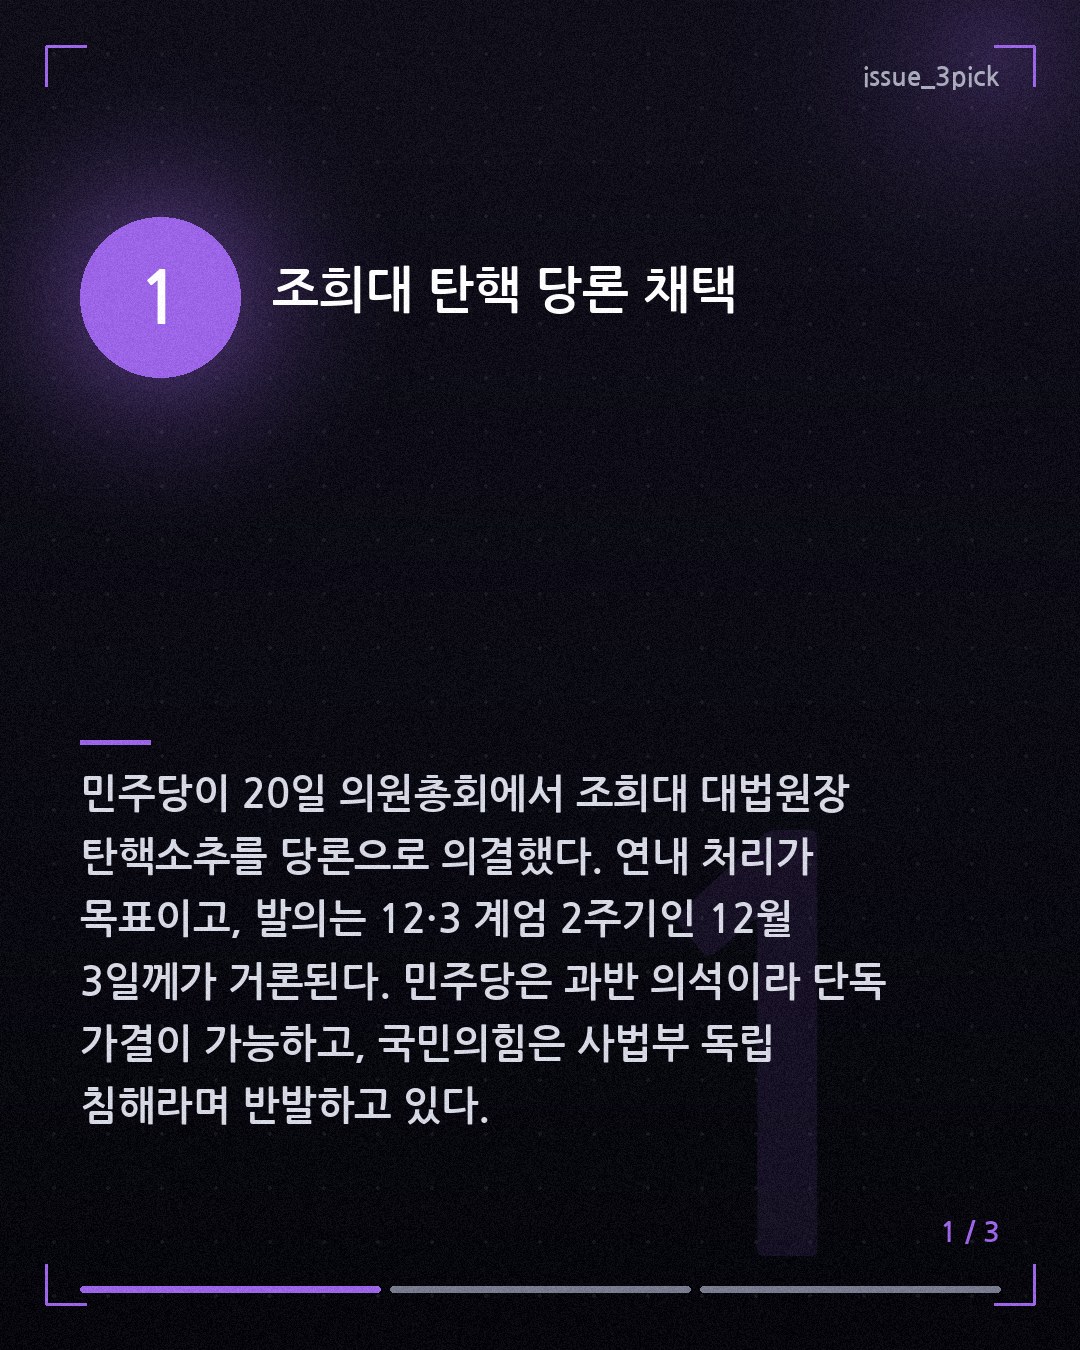 issue_3pick
1
조희대 탄핵 당론 채택
민주당이 20일 의원총회에서 조희대 대법원장
탄핵소추를 당론으로 의결했다. 연내 처리가
목표이고, 발의는 12·3 계엄 2주기인 12월
3일께가 거론된다. 민주당은 과반 의석이라 단독
가결이 가능하고, 국민의힘은 사법부 독립
침해라며 반발하고 있다.
1
1 / 3